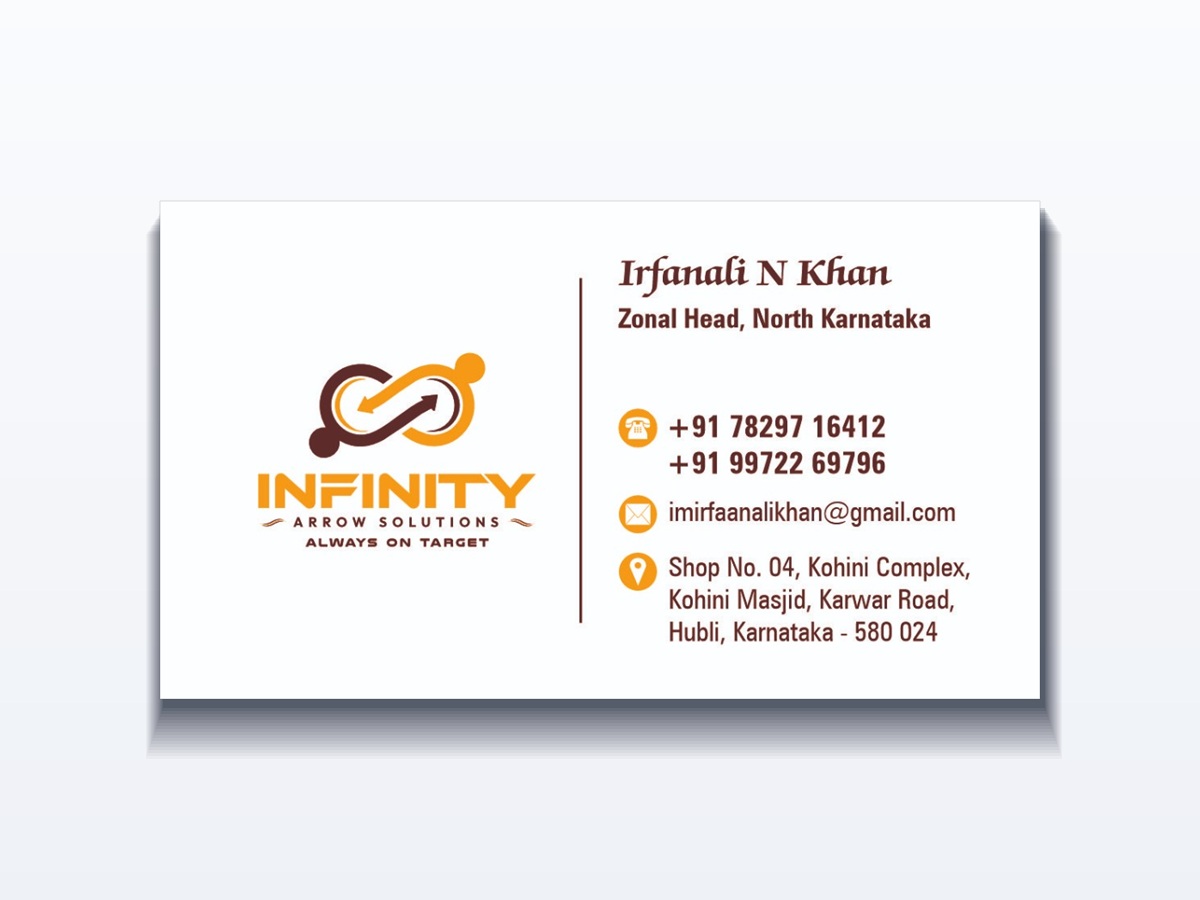 INFINITY
ARROW SOLUTIONS
ALWAYS ON TARGET
Irfanali N Khan
Zonal Head, North Karnataka
+91 78297 16412
+91 99722 69796
imirfaanalikhan@gmail.com
Shop No. 04, Kohini Complex,
Kohini Masjid, Karwar Road,
Hubli, Karnataka - 580 024